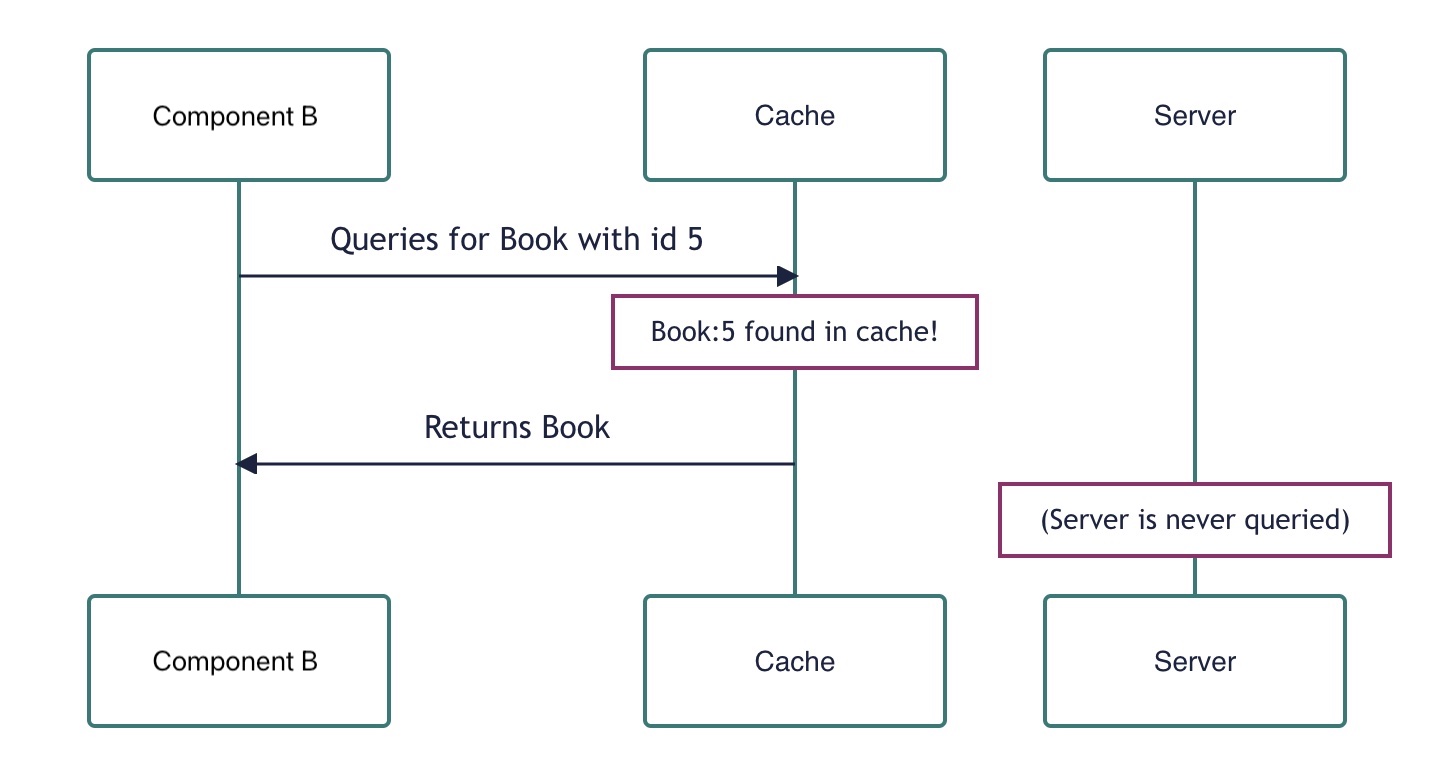 Component B
Cache
Server
Queries for Book with id 5
Book:5 found in cache!
Returns Book
(Server is never queried)
Component B
Cache
Server